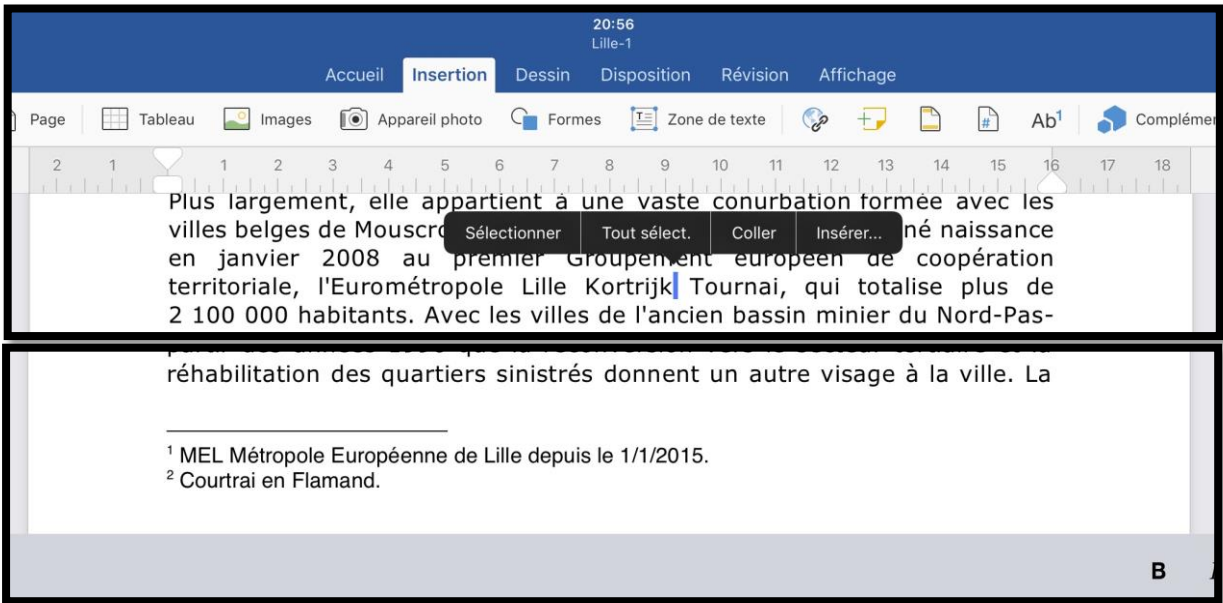 20:56
Lille-1
Accueil Insertion Dessin Disposition Révision Affichage
Page Tableau Images Appareil photo Formes Zone de texte # Ab¹ Complémen
2 1 1 2 3 4 5 6 7 8 9 10 11 12 13 14 15 16 17 18
Plus largement, elle appartient à une vaste conurbation formée avec les
villes belges de Mouscro né naissance
Sélectionner Tout sélect. Coller Insérer...
en janvier 2008 au premier Groupement européen de coopération
territoriale, l'Eurométropole Lille Kortrijk Tournai, qui totalise plus de
2 100 000 habitants. Avec les villes de l'ancien bassin minier du Nord-Pas-
réhabilitation des quartiers sinistrés donnent un autre visage à la ville. La
¹ MEL Métropole Européenne de Lille depuis le 1/1/2015.
² Courtrai en Flamand.
B